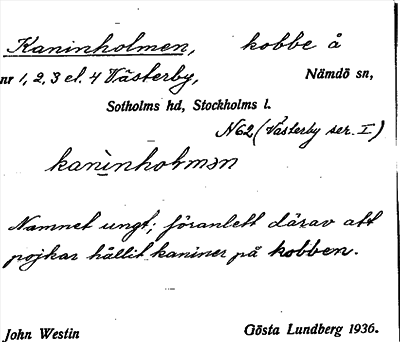 Kaninholmen, kobbe å
nr 1, 2, 3 el. 4 Västerby, Nämdö sn,
Sotholms hd, Stockholms l.
N62 (Västerby ser. I)
kaninholmən
Namnet ungt; föranlett därav att
pojkar hållit kaniner på kobben.
John Westin Gösta Lundberg 1936.